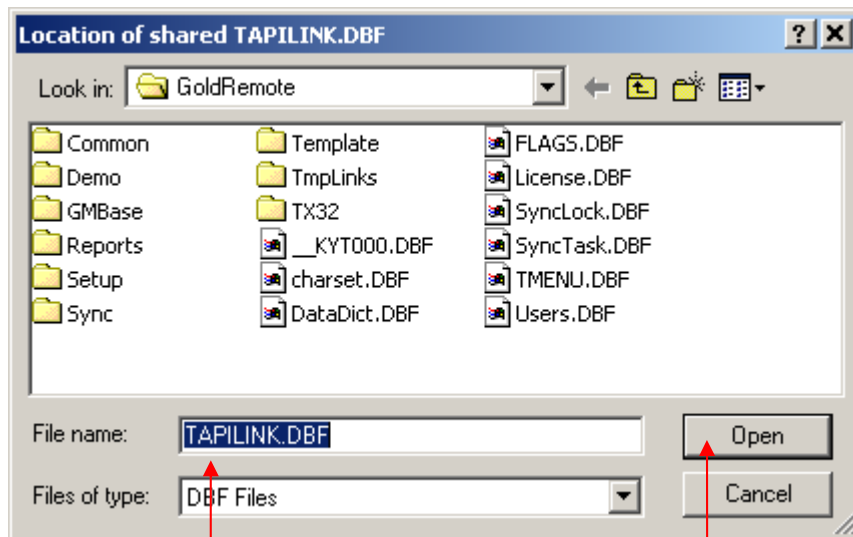 Location of shared TAPILINK.DBF
Look in: GoldRemote
Common Template FLAGS.DBF
Demo TmpLinks License.DBF
GMBase TX32 SyncLock.DBF
Reports __KYT000.DBF SyncTask.DBF
Setup charset.DBF TMENU.DBF
Sync DataDict.DBF Users.DBF
File name: TAPILINK.DBF Open
Files of type: DBF Files Cancel